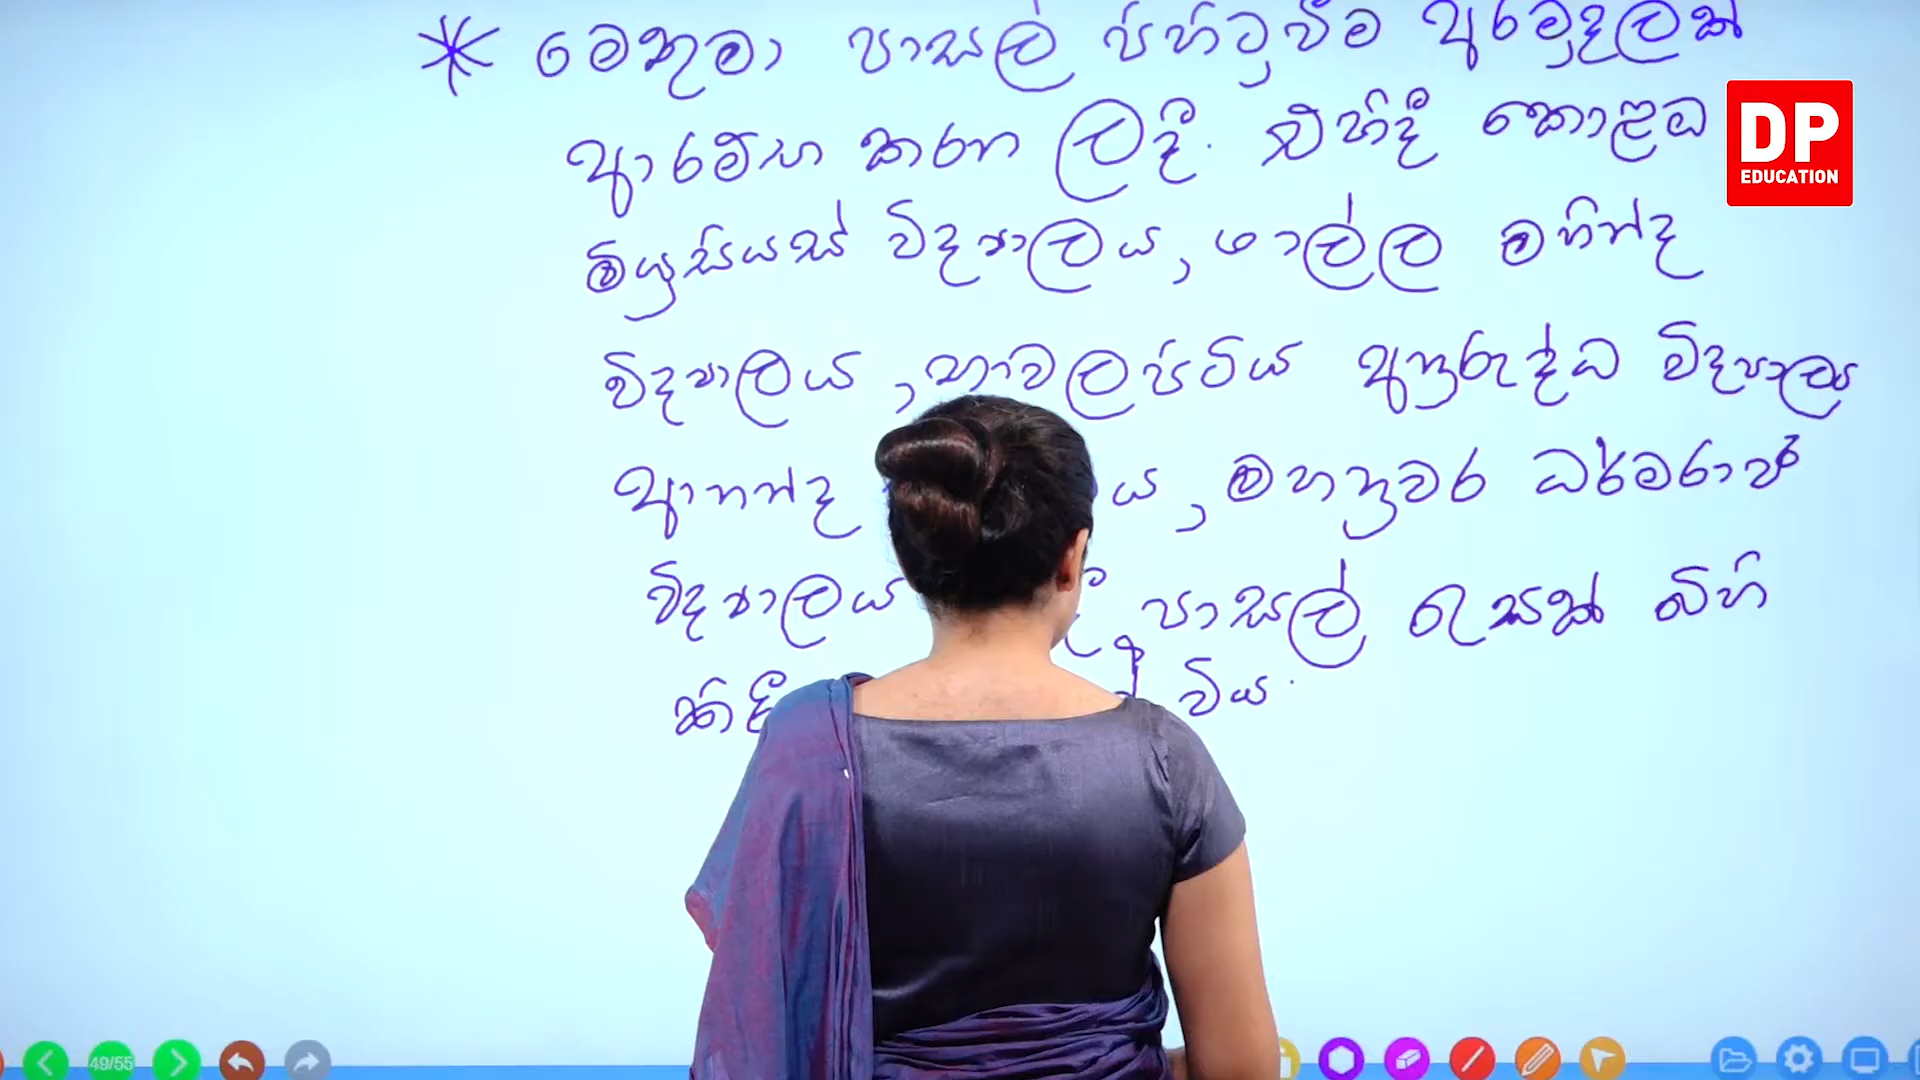 * මෙතුමා පාසල් පිහිටුවීම අරමුදලක්
ආරම්භ කරන ලදී. එහිදී කොළඹ
DP
EDUCATION
මියුසියස් විද්‍යාලය, ගාල්ල මහින්ද
විද්‍යාලය, නාවලපිටිය අනුරුද්ධ විද්‍යාලය
ආනන්ද ය, මහනුවර ධර්මරාජ
විද්‍යාලය පාසල් රැසක් බිහි
විය.
49/55